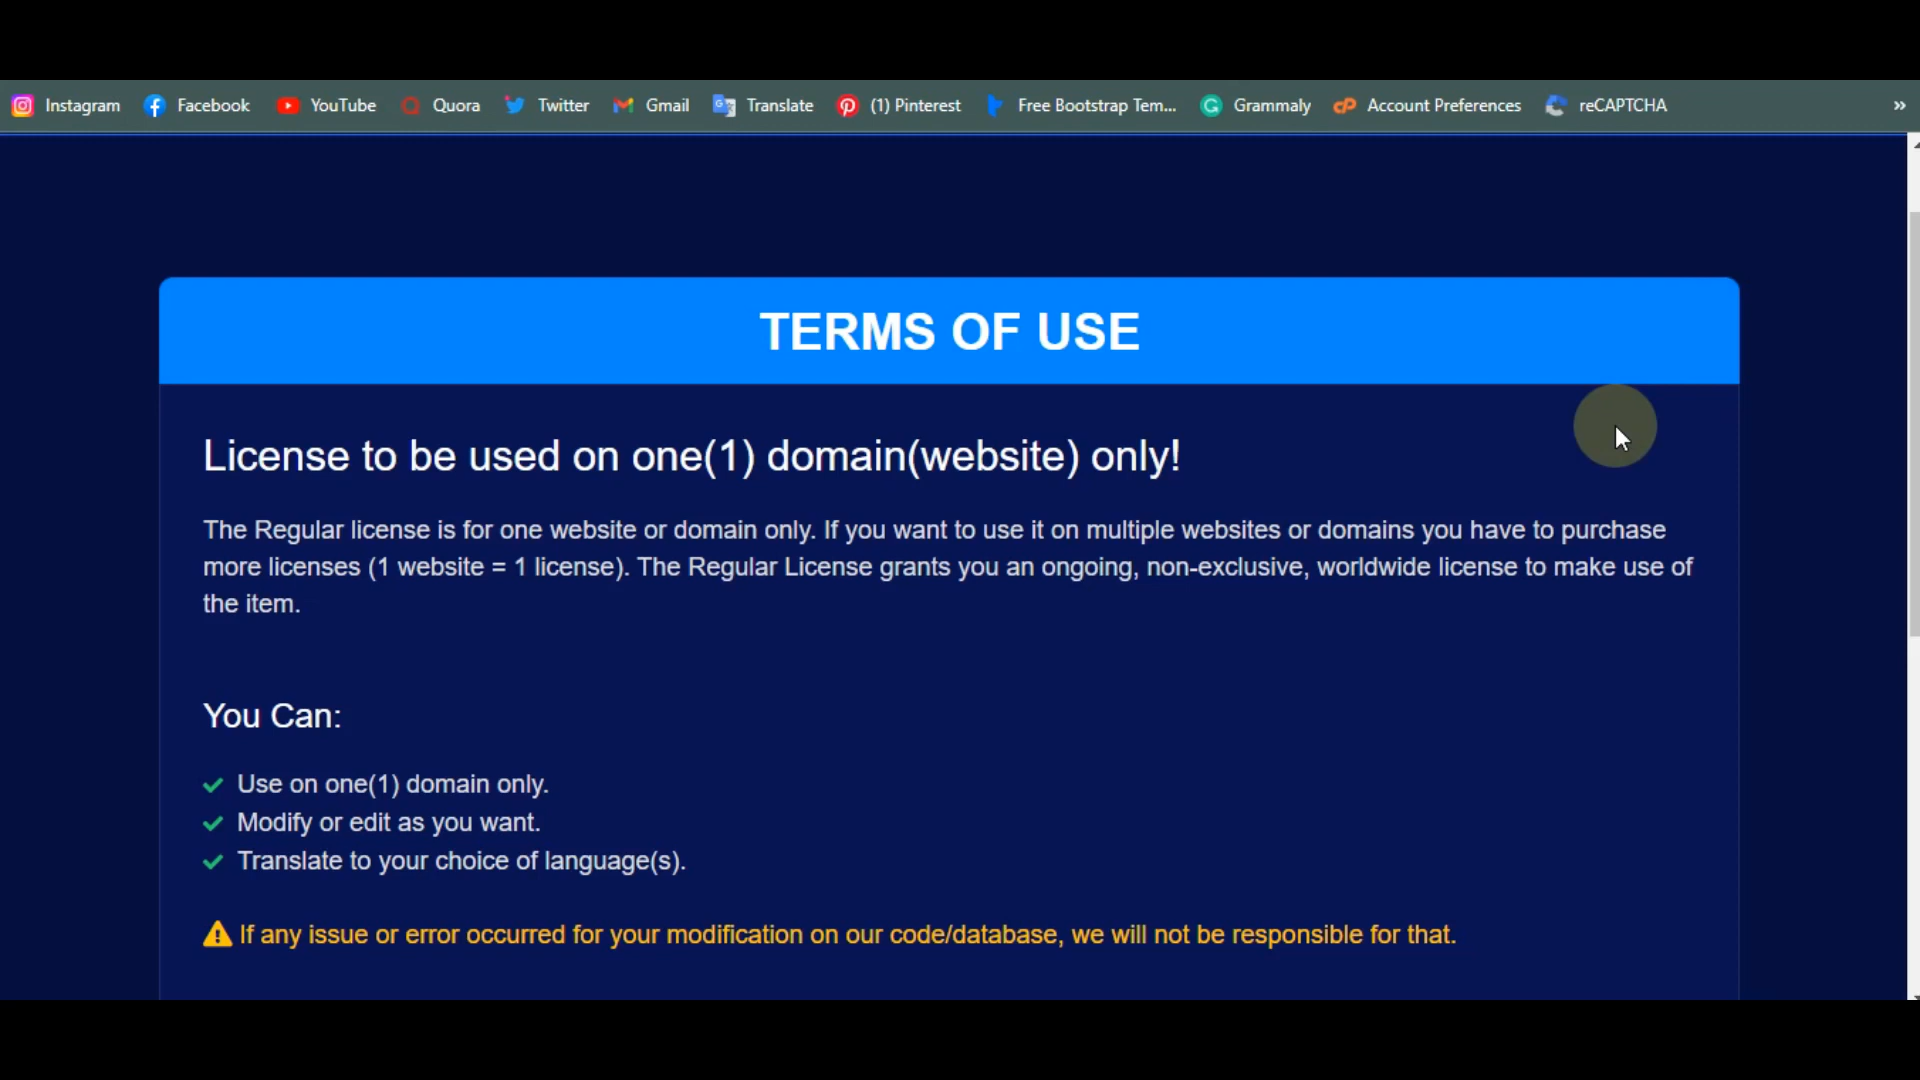 Instagram Facebook YouTube Quora Twitter Gmail Translate (1) Pinterest Free Bootstrap Tem... Grammaly Account Preferences reCAPTCHA »
TERMS OF USE
License to be used on one(1) domain(website) only!
The Regular license is for one website or domain only. If you want to use it on multiple websites or domains you have to purchase
more licenses (1 website = 1 license). The Regular License grants you an ongoing, non-exclusive, worldwide license to make use of
the item.
You Can:
Use on one(1) domain only.
Modify or edit as you want.
Translate to your choice of language(s).
If any issue or error occurred for your modification on our code/database, we will not be responsible for that.